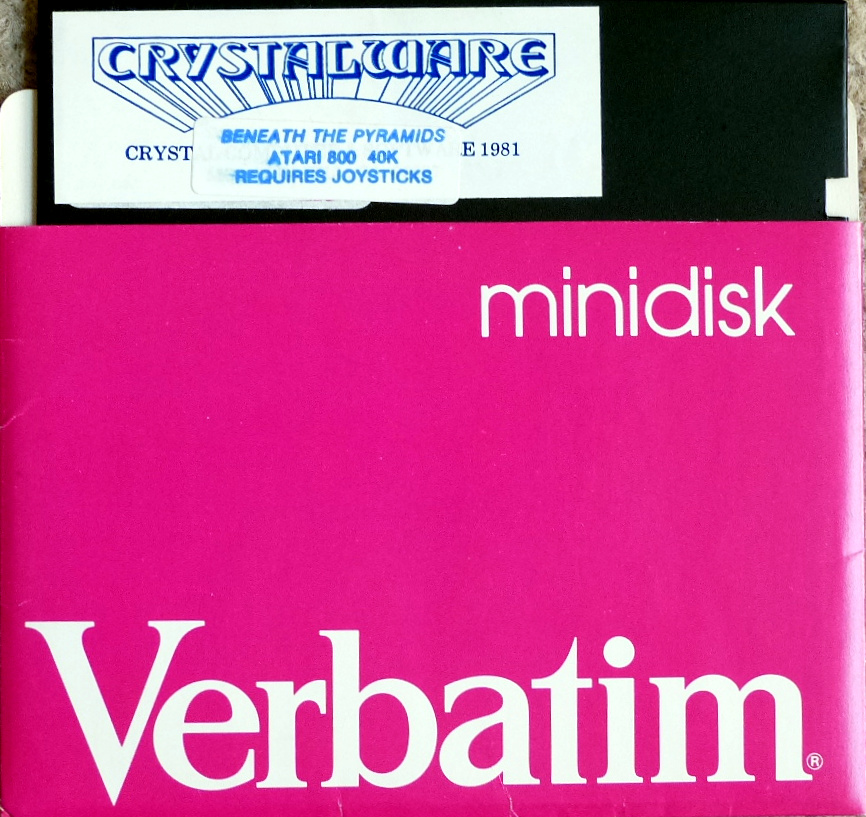 CRYSTALWARE
CRYST E 1981
BENEATH THE PYRAMIDS
ATARI 800 40K
REQUIRES JOYSTICKS
minidisk
Verbatim®